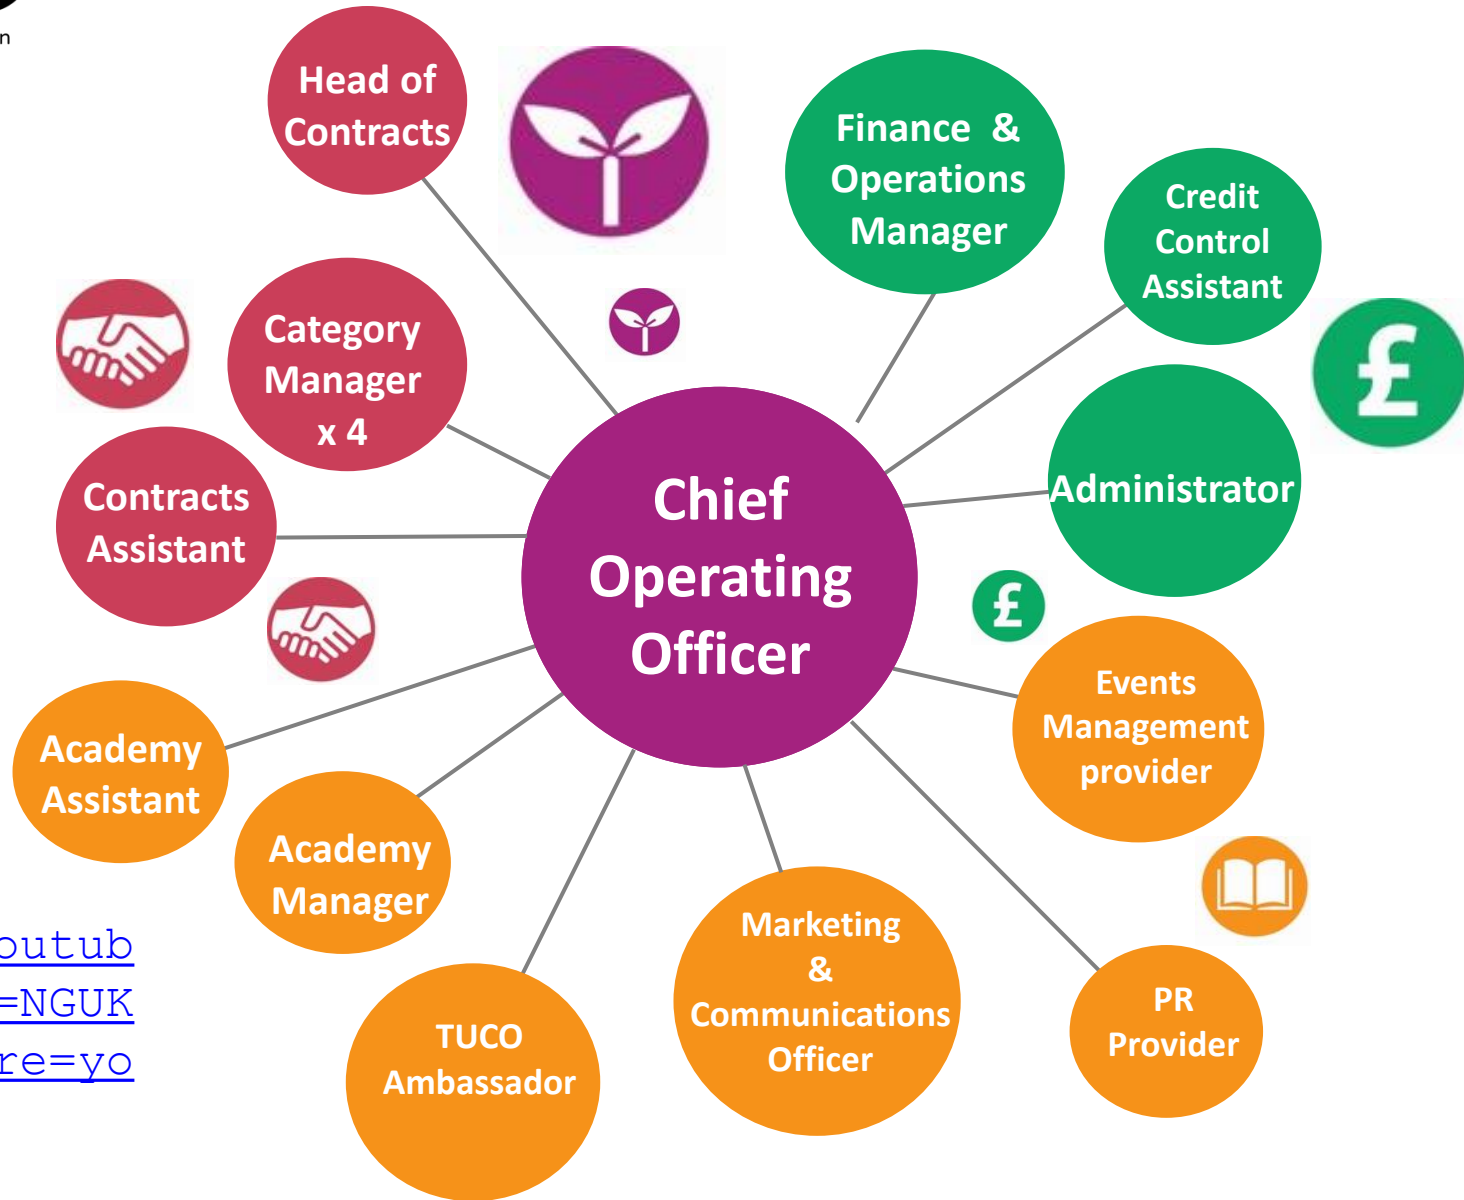 n
Head of
Contracts
Finance &
Operations
Manager
Credit
Control
Assistant
Category
Manager
x 4
£
Contracts
Assistant
Chief
Operating
Officer
Administrator
£
Events
Management
provider
Academy
Assistant
Academy
Manager
Marketing
&
Communications
Officer
PR
Provider
TUCO
Ambassador
outub
=NGUK
re=yo